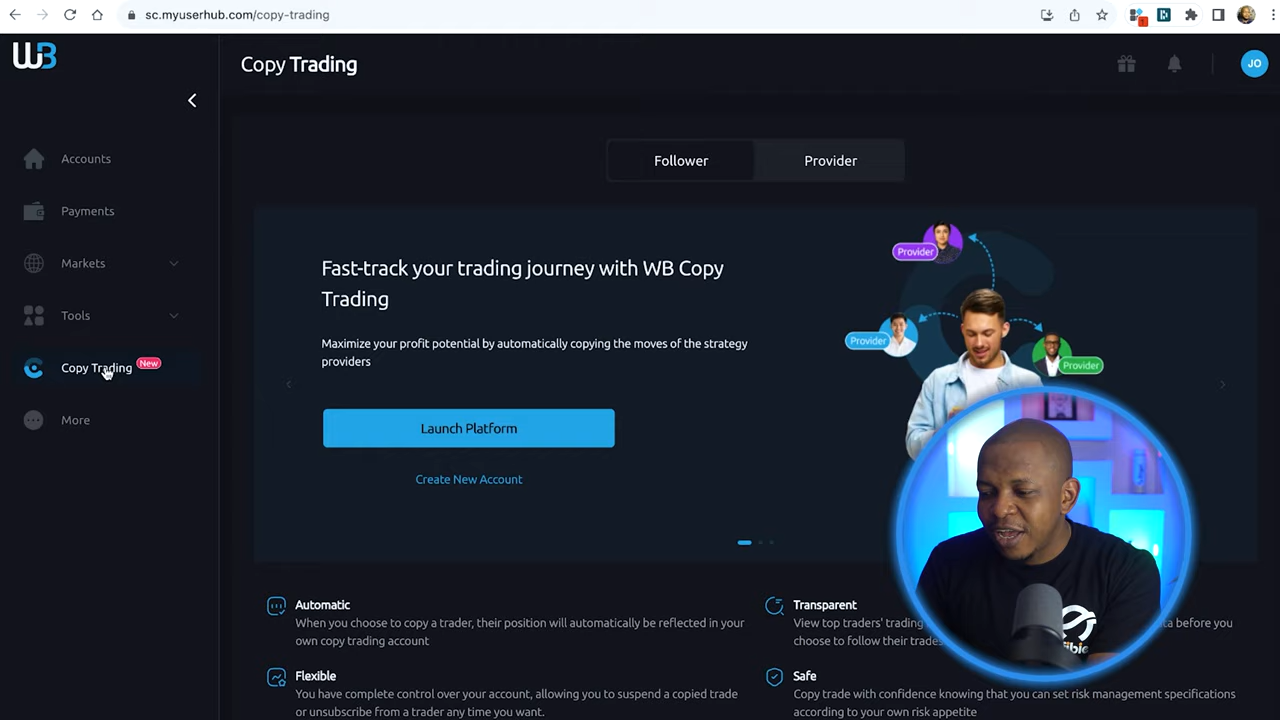 sc.myuserhub.com/copy-trading
WB
Copy Trading
JO
Accounts
Payments
Markets
Tools
Copy Trading New
More
Follower
Provider
Fast-track your trading journey with WB Copy
Trading
Maximize your profit potential by automatically copying the moves of the strategy
providers
Launch Platform
Create New Account
Provider
Provider
Provider
Automatic
When you choose to copy a trader, their position will automatically be reflected in your
own copy trading account
Transparent
View top traders' trading
before you
choose to follow their
Flexible
You have complete control over your account, allowing you to suspend a copied trade
or unsubscribe from a trader any time you want.
Safe
Copy trade with confidence knowing that you can set risk management specifications
according to your own risk appetite